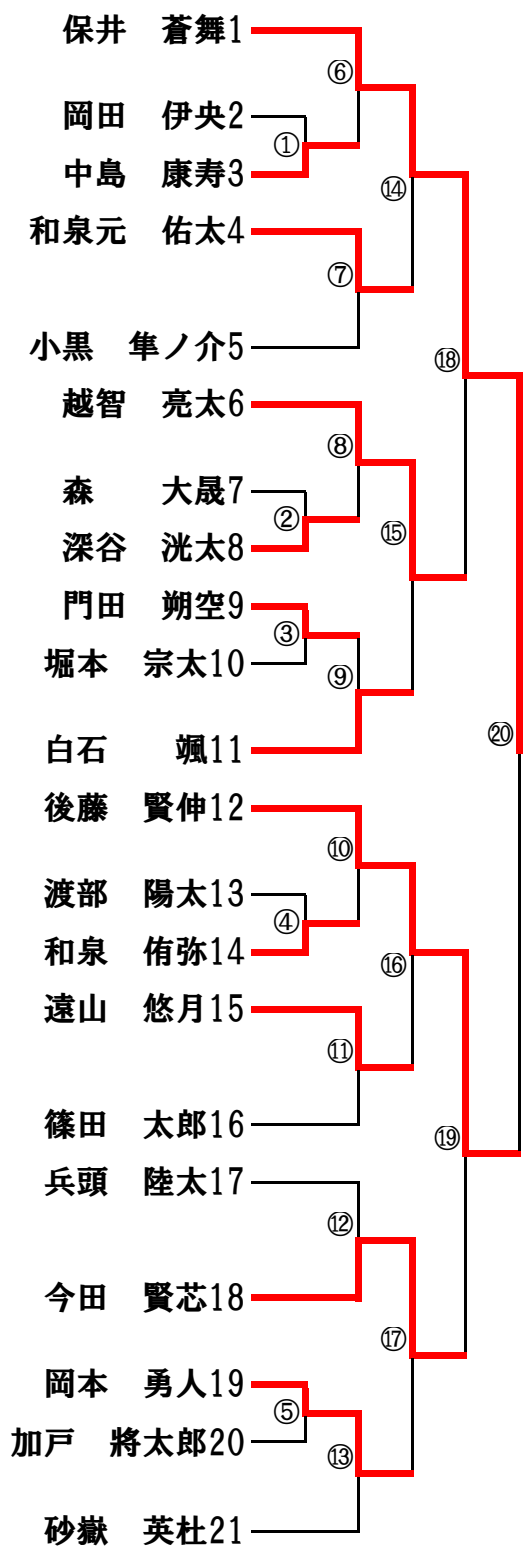 保井　蒼舞1
⑥
岡田　伊央2
①
中島　康寿3
⑭
和泉元　佑太4
⑦
小黒　隼ノ介5
⑱
越智　亮太6
⑧
森　　大晟7
②
⑮
深谷　洸太8
門田　朔空9
③
堀本　宗太10
⑨
⑳
白石　　颯11
後藤　賢伸12
⑩
渡部　陽太13
④
和泉　侑弥14
⑯
遠山　悠月15
⑪
篠田　太郎16
⑲
兵頭　陸太17
⑫
今田　賢芯18
⑰
岡本　勇人19
⑤
加戸　將太郎20
⑬
砂嶽　英杜21